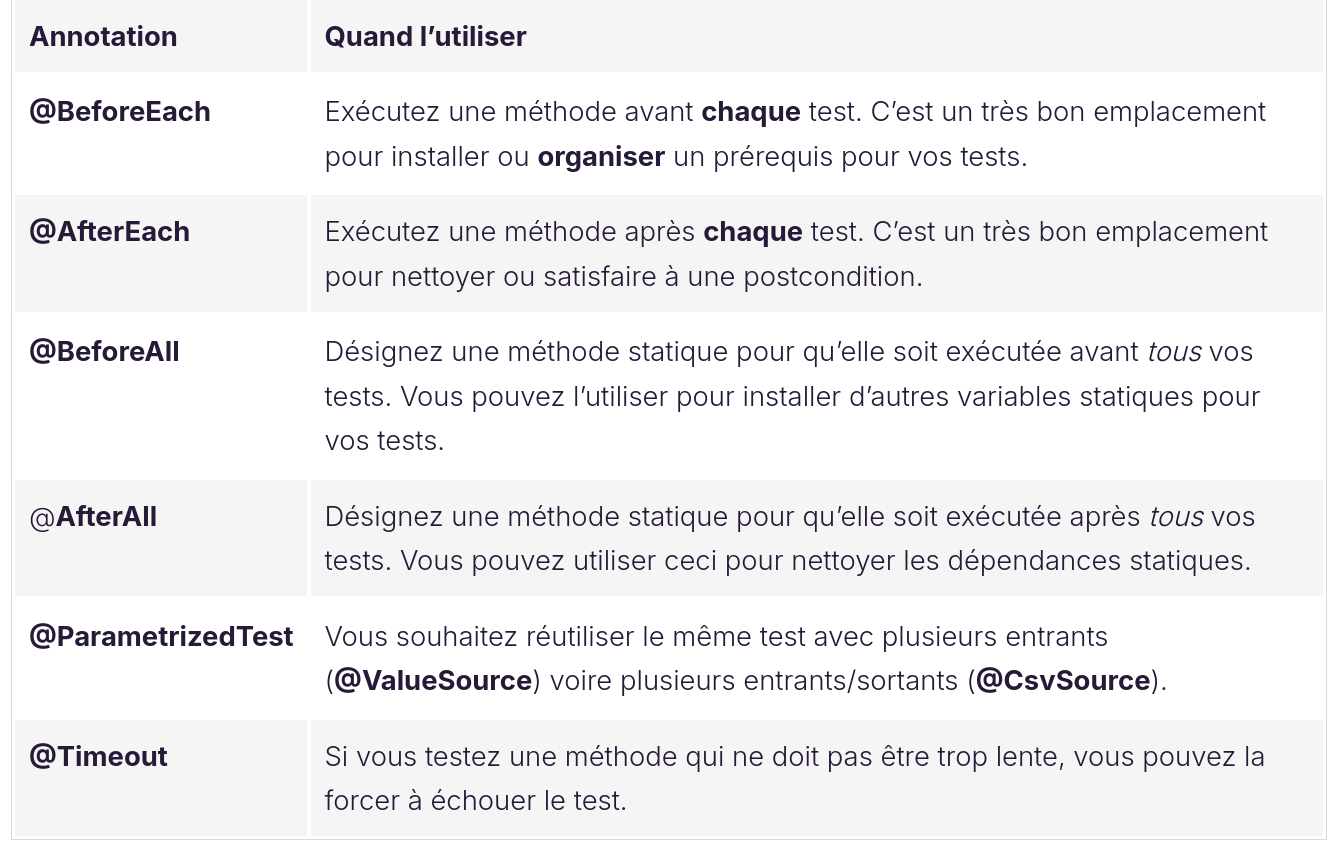 Annotation
Quand l’utiliser
@BeforeEach
Exécutez une méthode avant chaque test. C’est un très bon emplacement
pour installer ou organiser un prérequis pour vos tests.
@AfterEach
Exécutez une méthode après chaque test. C’est un très bon emplacement
pour nettoyer ou satisfaire à une postcondition.
@BeforeAll
Désignez une méthode statique pour qu’elle soit exécutée avant tous vos
tests. Vous pouvez l’utiliser pour installer d’autres variables statiques pour
vos tests.
@AfterAll
Désignez une méthode statique pour qu’elle soit exécutée après tous vos
tests. Vous pouvez utiliser ceci pour nettoyer les dépendances statiques.
@ParametrizedTest
Vous souhaitez réutiliser le même test avec plusieurs entrants
(@ValueSource) voire plusieurs entrants/sortants (@CsvSource).
@Timeout
Si vous testez une méthode qui ne doit pas être trop lente, vous pouvez la
forcer à échouer le test.